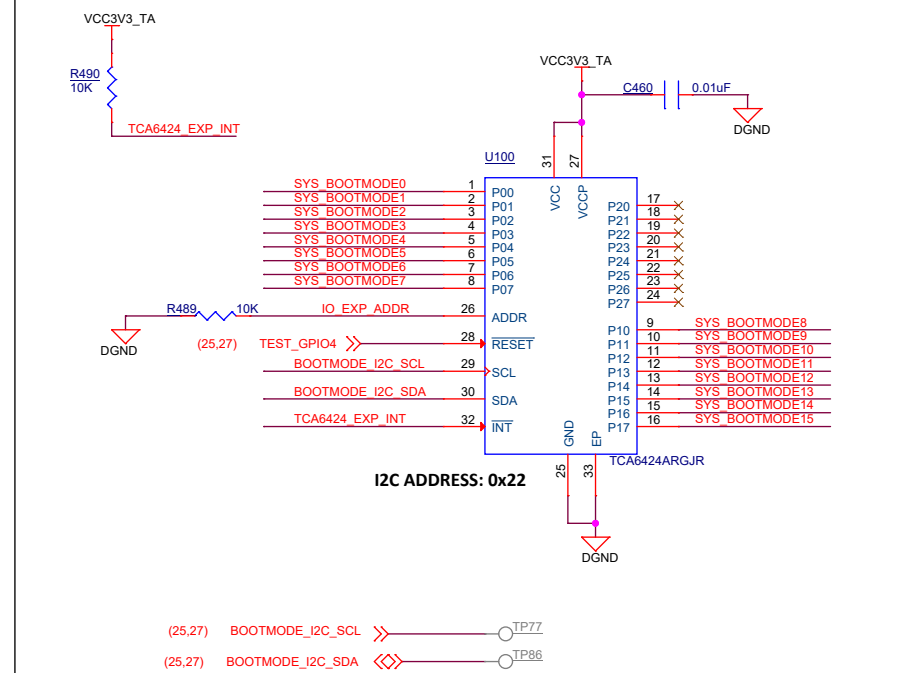 VCC3V3_TA
R490
10K
TCA6424_EXP_INT
VCC3V3_TA
C460
0.01uF
DGND
U100
31
27
VCC
VCCP
SYS_BOOTMODE0
1
P00
SYS_BOOTMODE1
2
P01
SYS_BOOTMODE2
3
P02
SYS_BOOTMODE3
4
P03
SYS_BOOTMODE4
5
P04
SYS_BOOTMODE5
6
P05
SYS_BOOTMODE6
7
P06
SYS_BOOTMODE7
8
P07
P20
17
P21
18
P22
19
P23
20
P24
21
P25
22
P26
23
P27
24
R489
10K
IO_EXP_ADDR
26
ADDR
DGND
(25,27)
TEST_GPIO4
28
RESET
BOOTMODE_I2C_SCL
29
SCL
BOOTMODE_I2C_SDA
30
SDA
TCA6424_EXP_INT
32
INT
P10
9
SYS_BOOTMODE8
P11
10
SYS_BOOTMODE9
P12
11
SYS_BOOTMODE10
P13
12
SYS_BOOTMODE11
P14
13
SYS_BOOTMODE12
P15
14
SYS_BOOTMODE13
P16
15
SYS_BOOTMODE14
P17
16
SYS_BOOTMODE15
GND
EP
25
33
TCA6424ARGJR
I2C ADDRESS: 0x22
DGND
(25,27) BOOTMODE_I2C_SCL
TP77
(25,27) BOOTMODE_I2C_SDA
TP86